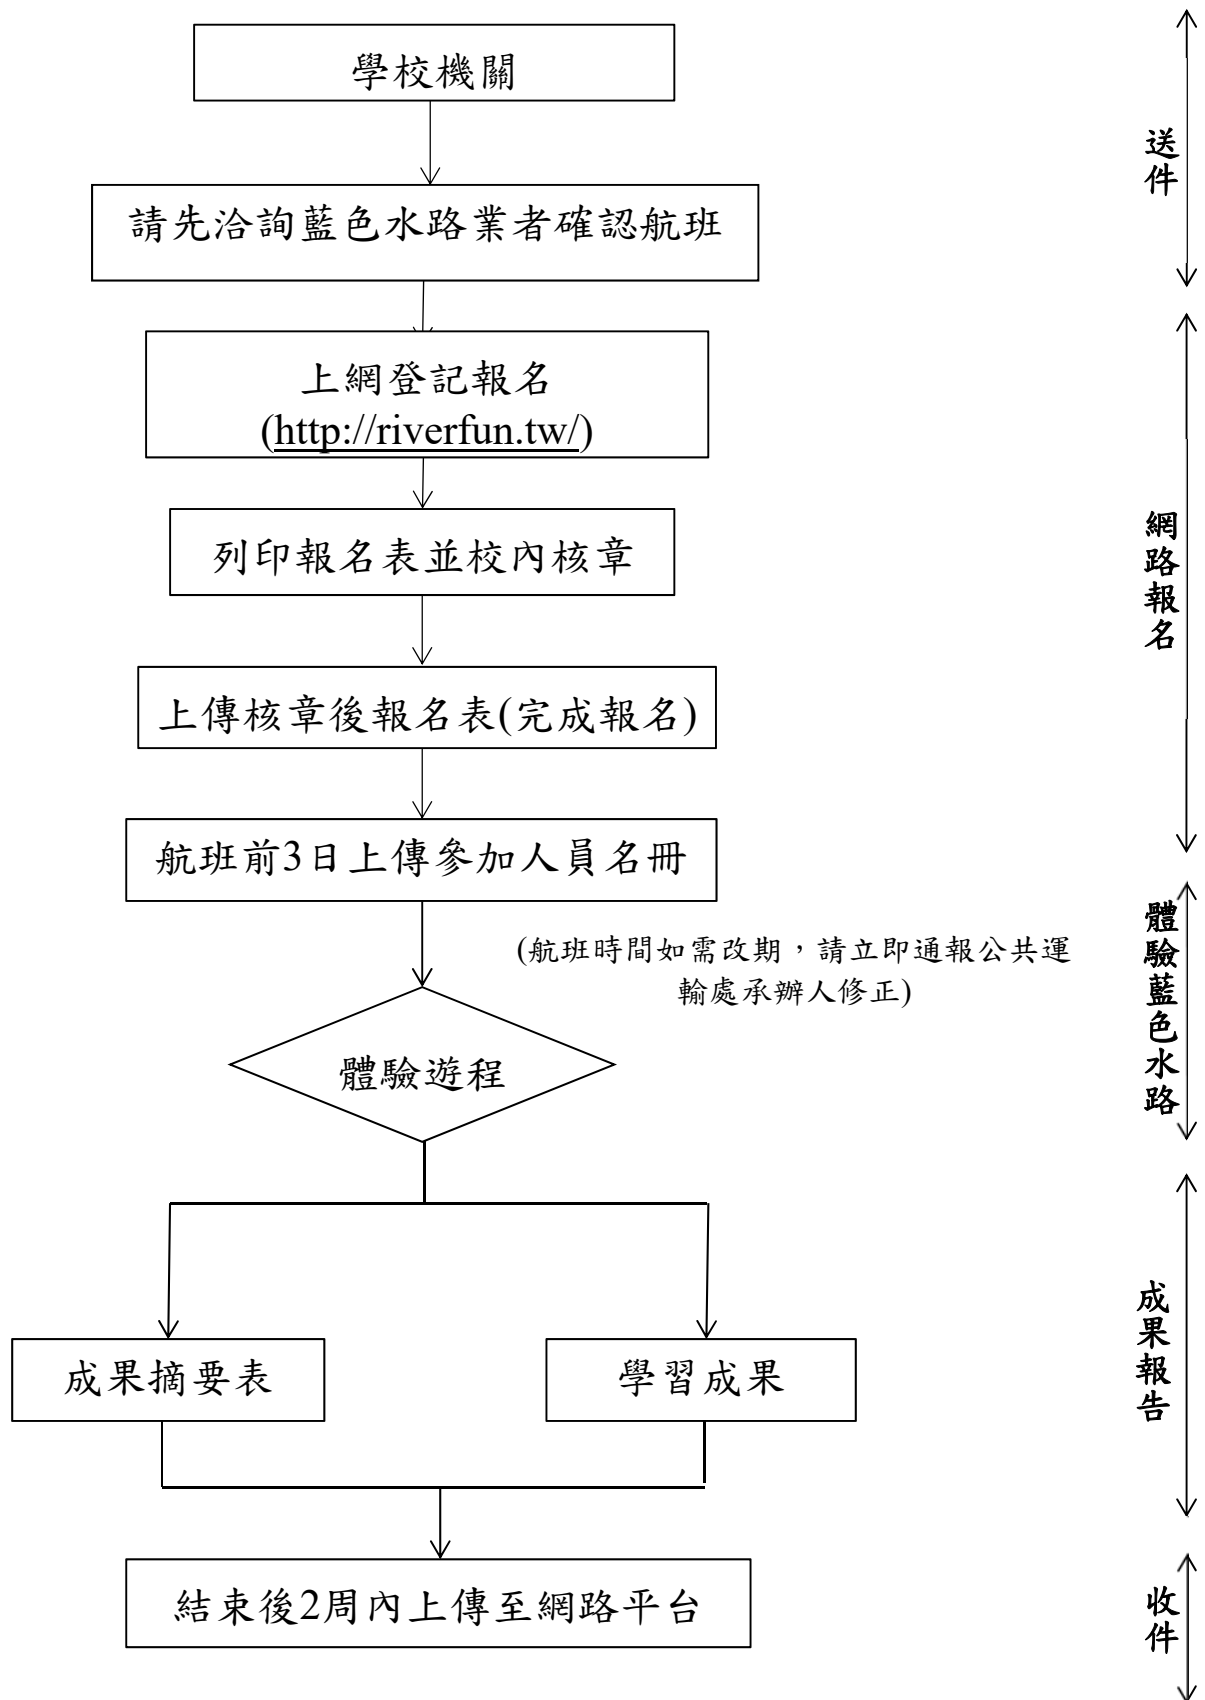 學校機關
送件
請先洽詢藍色水路業者確認航班
上網登記報名
(http://riverfun.tw/)
列印報名表並校內核章
網路報名
上傳核章後報名表(完成報名)
航班前3日上傳參加人員名冊
(航班時間如需改期，請立即通報公共運
輸處承辦人修正)
體驗藍色水路
體驗遊程
成果摘要表
學習成果
成果報告
結束後2周內上傳至網路平台
收件